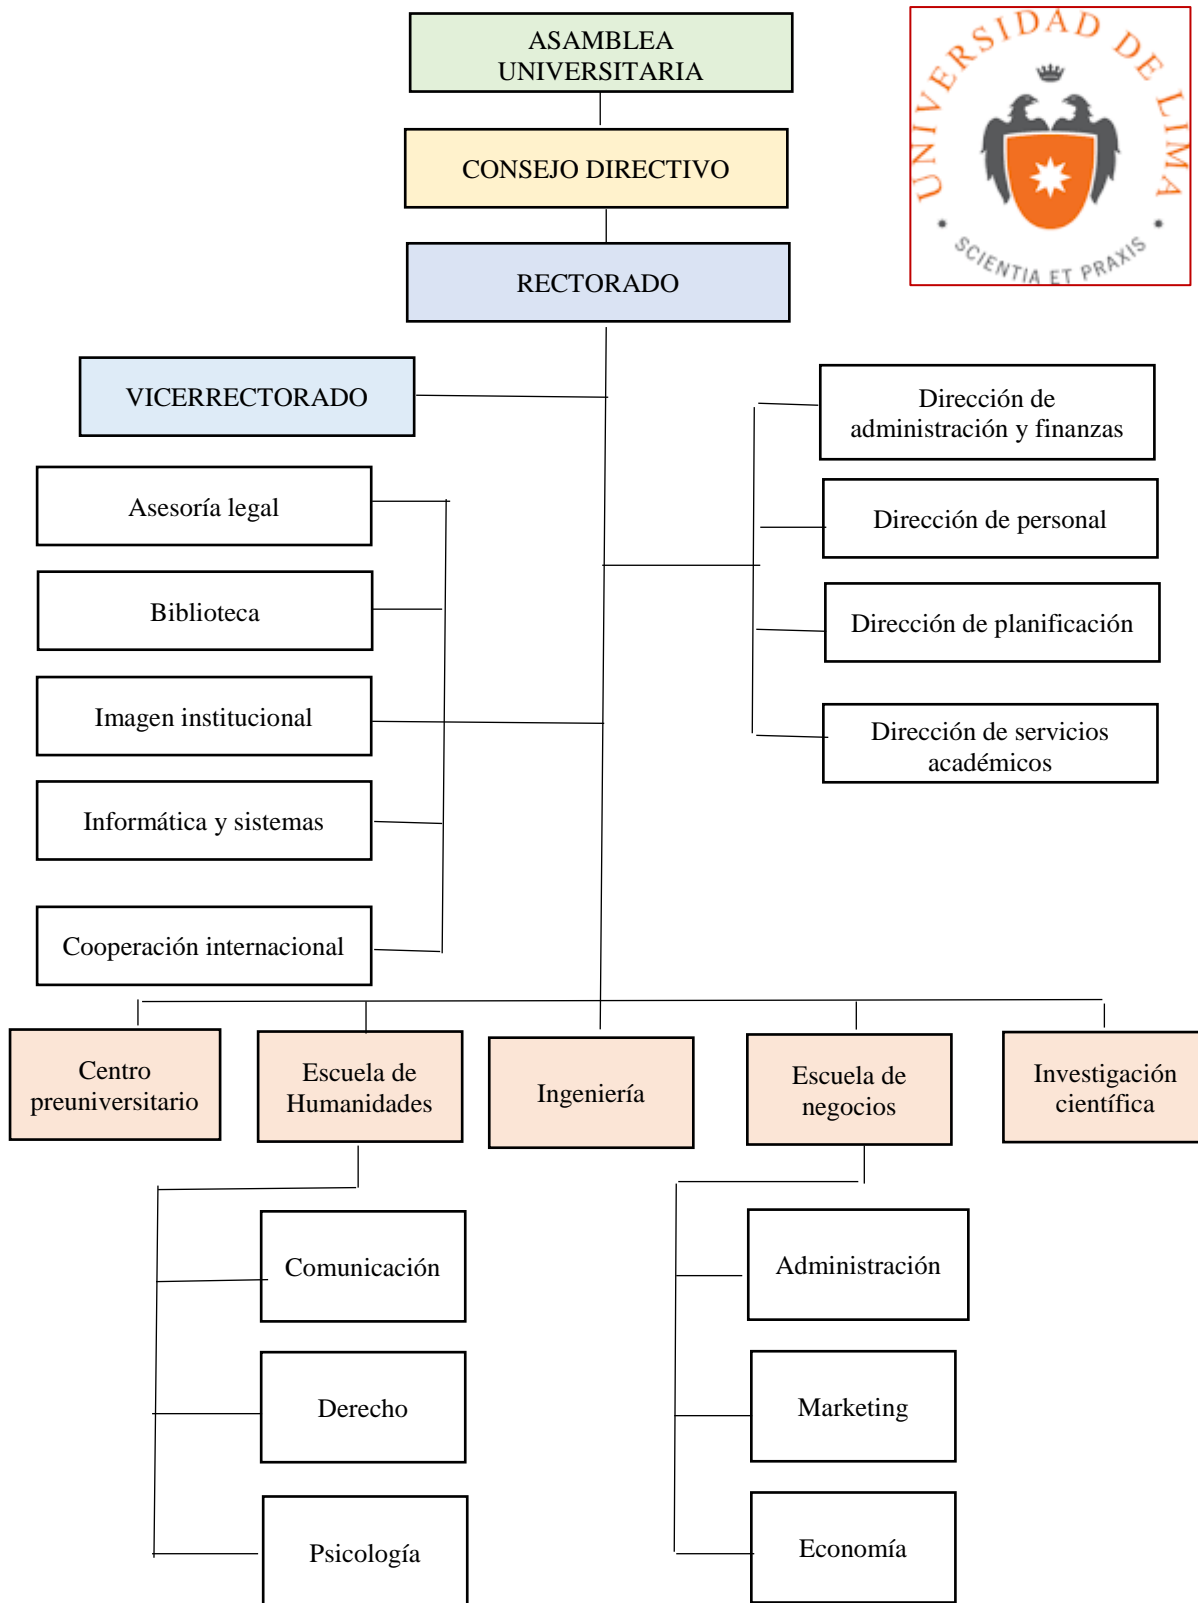 ASAMBLEA
UNIVERSITARIA
UNIVERSIDAD DE LIMA
SCIENTIA ET PRAXIS
CONSEJO DIRECTIVO
RECTORADO
VICERRECTORADO
Dirección de
administración y finanzas
Asesoría legal
Dirección de personal
Biblioteca
Dirección de planificación
Imagen institucional
Dirección de servicios
académicos
Informática y sistemas
Cooperación internacional
Centro
preuniversitario
Escuela de
Humanidades
Ingeniería
Escuela de
negocios
Investigación
científica
Comunicación
Administración
Derecho
Marketing
Psicología
Economía